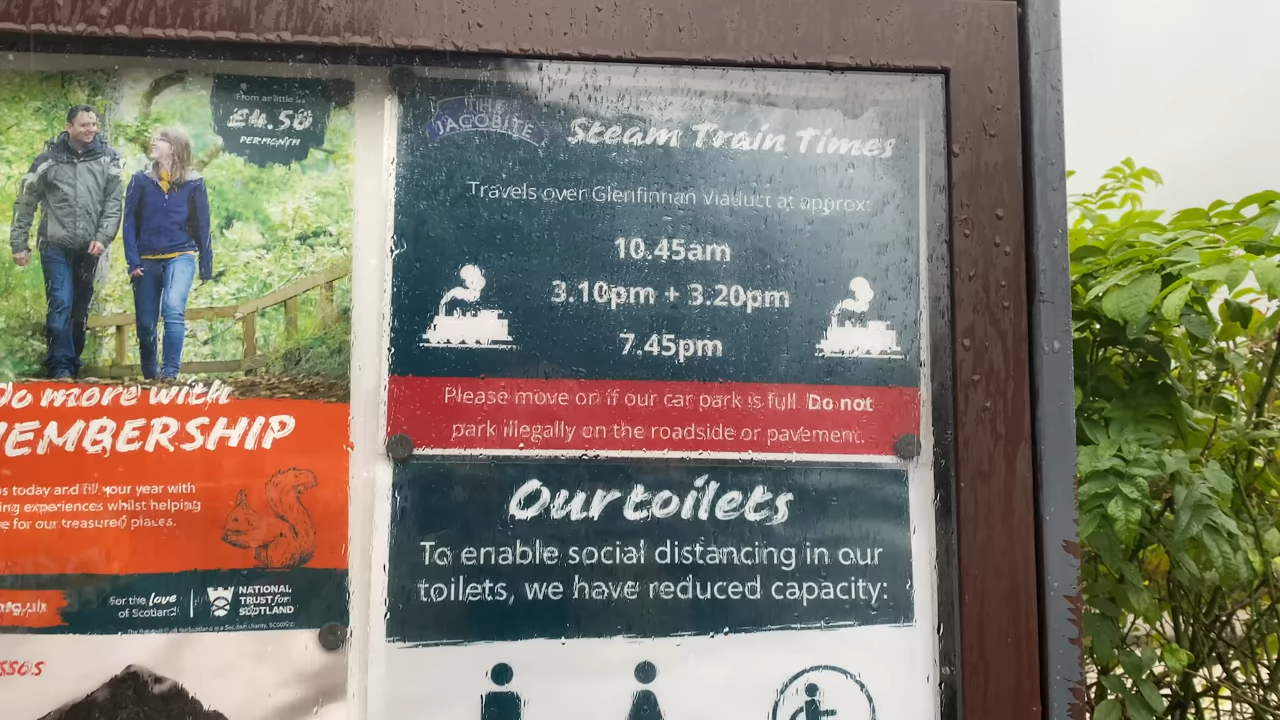 From as little as
£4.50
PER MONTH
Do more with
MEMBERSHIP
us today and fill your year with
ing experiences whilst helping
e for our treasured places.
For the love
of Scotland
NATIONAL
TRUST for
SCOTLAND
THE
JACOBITE
Steam Train Times
Travels over Glenfinnan Viaduct at approx:
10.45am
3.10pm + 3.20pm
7.45pm
Please move on if our car park is full. Do not
park illegally on the roadside or pavement.
Our toilets
To enable social distancing in our
toilets, we have reduced capacity: